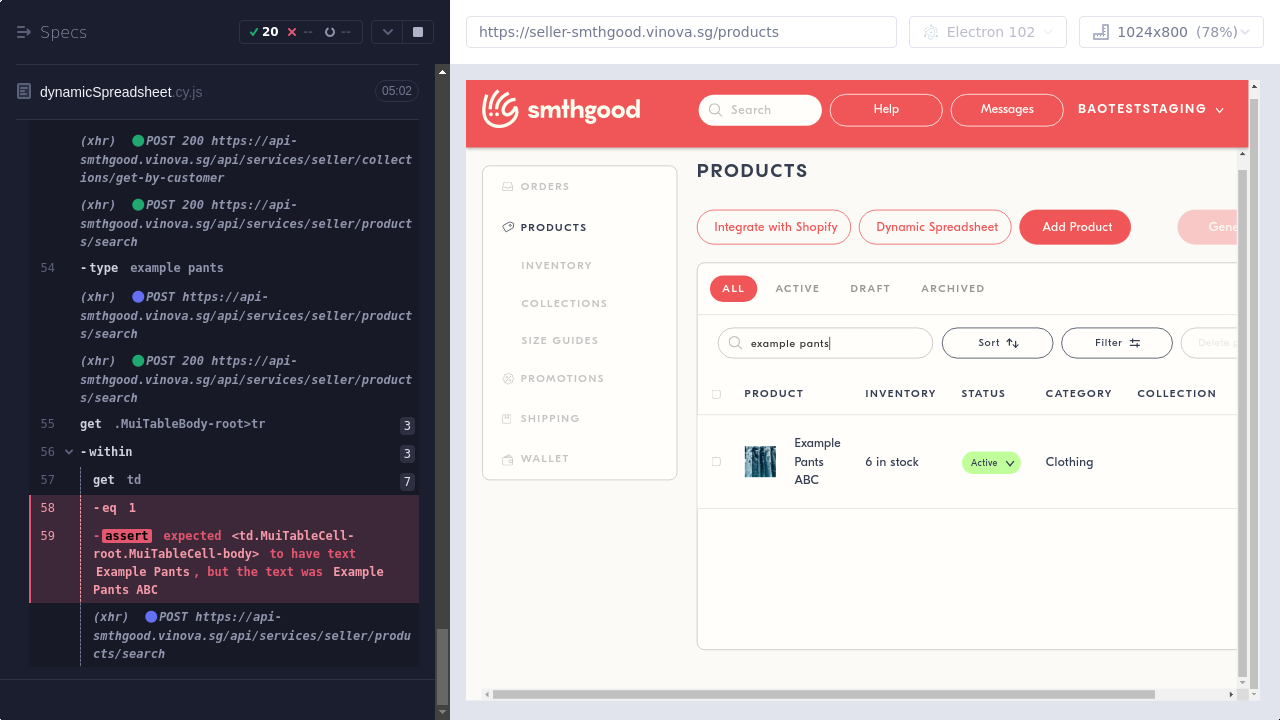 Specs
20
--
--
dynamicSpreadsheet.cy.js
05:02
(xhr) POST 200 https://api-
smthgood.vinova.sg/api/services/seller/collect
ions/get-by-customer
(xhr) POST 200 https://api-
smthgood.vinova.sg/api/services/seller/product
s/search
54 -type example pants
(xhr) POST https://api-
smthgood.vinova.sg/api/services/seller/product
s/search
(xhr) POST 200 https://api-
smthgood.vinova.sg/api/services/seller/product
s/search
55 get .MuiTableBody-root>tr 3
56 -within 3
57 get td 7
58 -eq 1
59 -assert expected <td.MuiTableCell-
root.MuiTableCell-body> to have text
Example Pants, but the text was Example
Pants ABC
(xhr) POST https://api-
smthgood.vinova.sg/api/services/seller/produ
cts/search
https://seller-smthgood.vinova.sg/products
Electron 102
1024x800 (78%)
smthgood
Search
Help
Messages
BAOTESTSTAGING
ORDERS
PRODUCTS
INVENTORY
COLLECTIONS
SIZE GUIDES
PROMOTIONS
SHIPPING
WALLET
PRODUCTS
Integrate with Shopify
Dynamic Spreadsheet
Add Product
Gene
ALL
ACTIVE
DRAFT
ARCHIVED
example pants
Sort
Filter
Delete
PRODUCT
INVENTORY
STATUS
CATEGORY
COLLECTION
Example
Pants
ABC
6 in stock
Active
Clothing